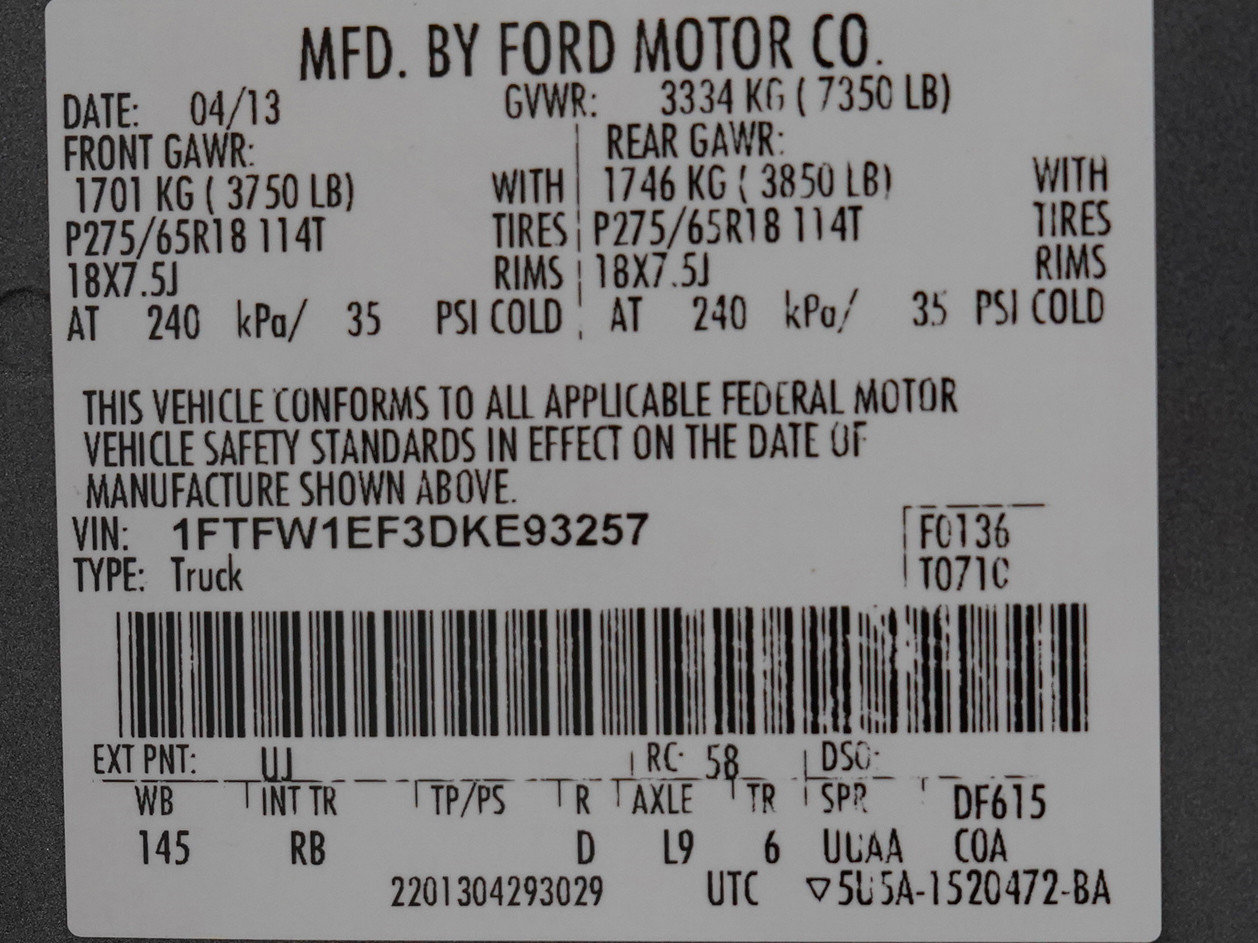 MFD. BY FORD MOTOR CO.
DATE: 04/13 GVWR: 3334 KG ( 7350 LB)
FRONT GAWR: REAR GAWR:
1701 KG ( 3750 LB) WITH 1746 KG ( 3850 LB) WITH
P275/65R18 114T TIRES P275/65R18 114T TIRES
18X7.5J RIMS 18X7.5J RIMS
AT 240 kPa/ 35 PSI COLD AT 240 kPa/ 35 PSI COLD
THIS VEHICLE CONFORMS TO ALL APPLICABLE FEDERAL MOTOR
VEHICLE SAFETY STANDARDS IN EFFECT ON THE DATE OF
MANUFACTURE SHOWN ABOVE.
VIN: 1FTFW1EF3DKE93257 F0136
TYPE: Truck
EXT PNT: UJ RC: 58 DSO:
WB INT TR TP/PS R AXLE TR SPR DF615
145 RB D L9 6 COA
2201304293029 UTC